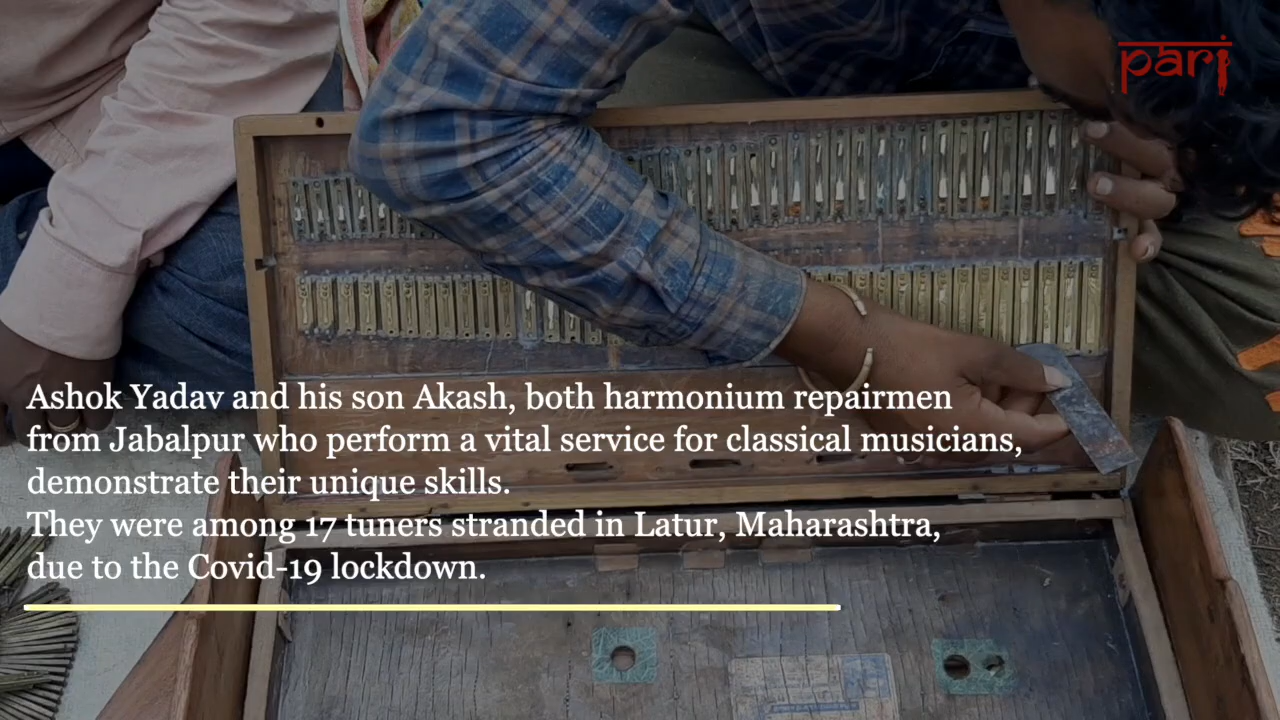 pari
Ashok Yadav and his son Akash, both harmonium repairmen
from Jabalpur who perform a vital service for classical musicians,
demonstrate their unique skills.
They were among 17 tuners stranded in Latur, Maharashtra,
due to the Covid-19 lockdown.